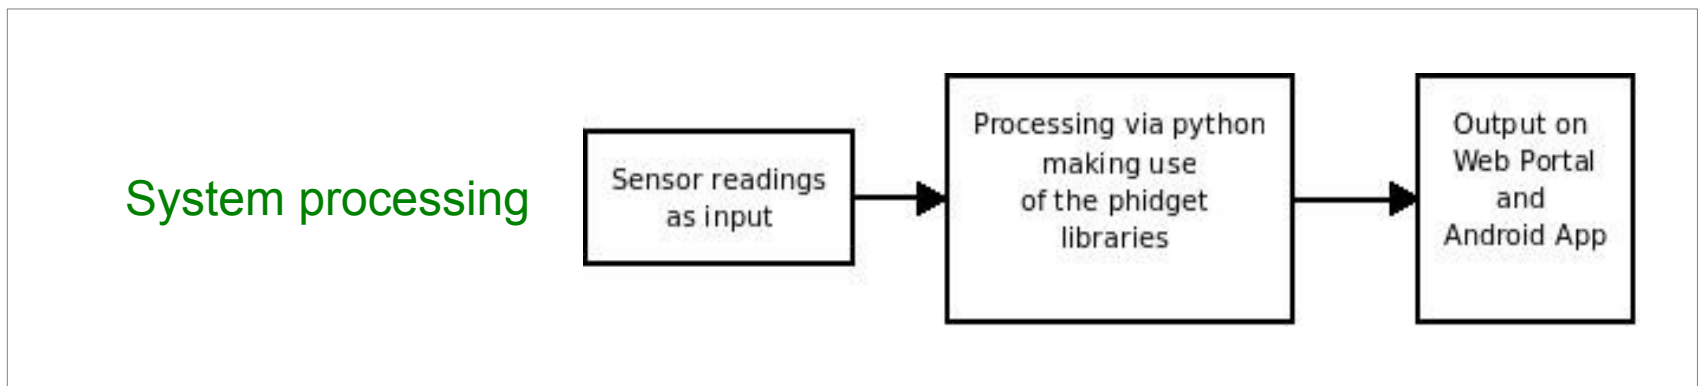 System processing
Sensor readings
as input
Processing via python
making use
of the phidget
libraries
Output on
Web Portal
and
Android App